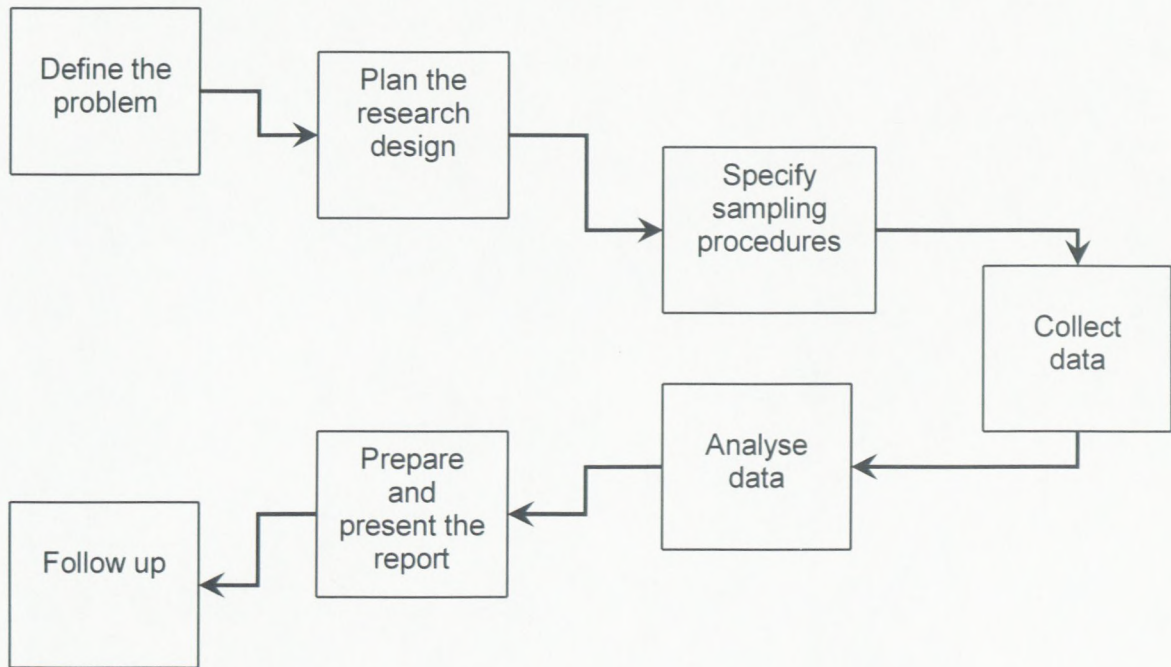 Define the
problem
Plan the
research
design
Specify
sampling
procedures
Collect
data
Analyse
data
Prepare
and
present the
report
Follow up